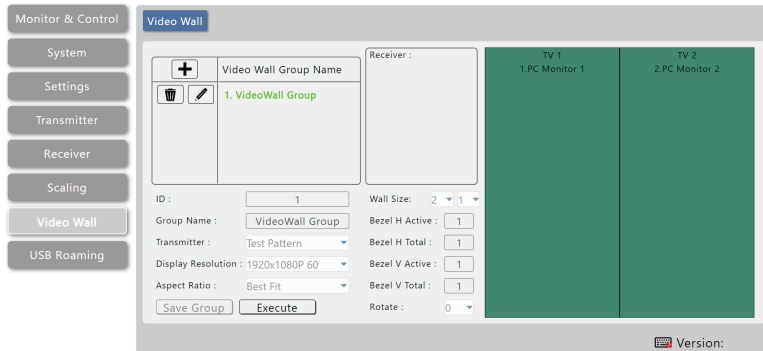 Monitor & Control
System
Settings
Transmitter
Receiver
Scaling
Video Wall
USB Roaming
Video Wall
Video Wall Group Name
1. VideoWall Group
Receiver :
TV 1
1.PC Monitor 1
TV 2
2.PC Monitor 2
ID : 1
Group Name : VideoWall Group
Transmitter : Test Pattern
Display Resolution : 1920x1080P 60
Aspect Ratio : Best Fit
Save Group Execute
Wall Size: 2 1
Bezel H Active : 1
Bezel H Total : 1
Bezel V Active : 1
Bezel V Total : 1
Rotate : 0
Version: